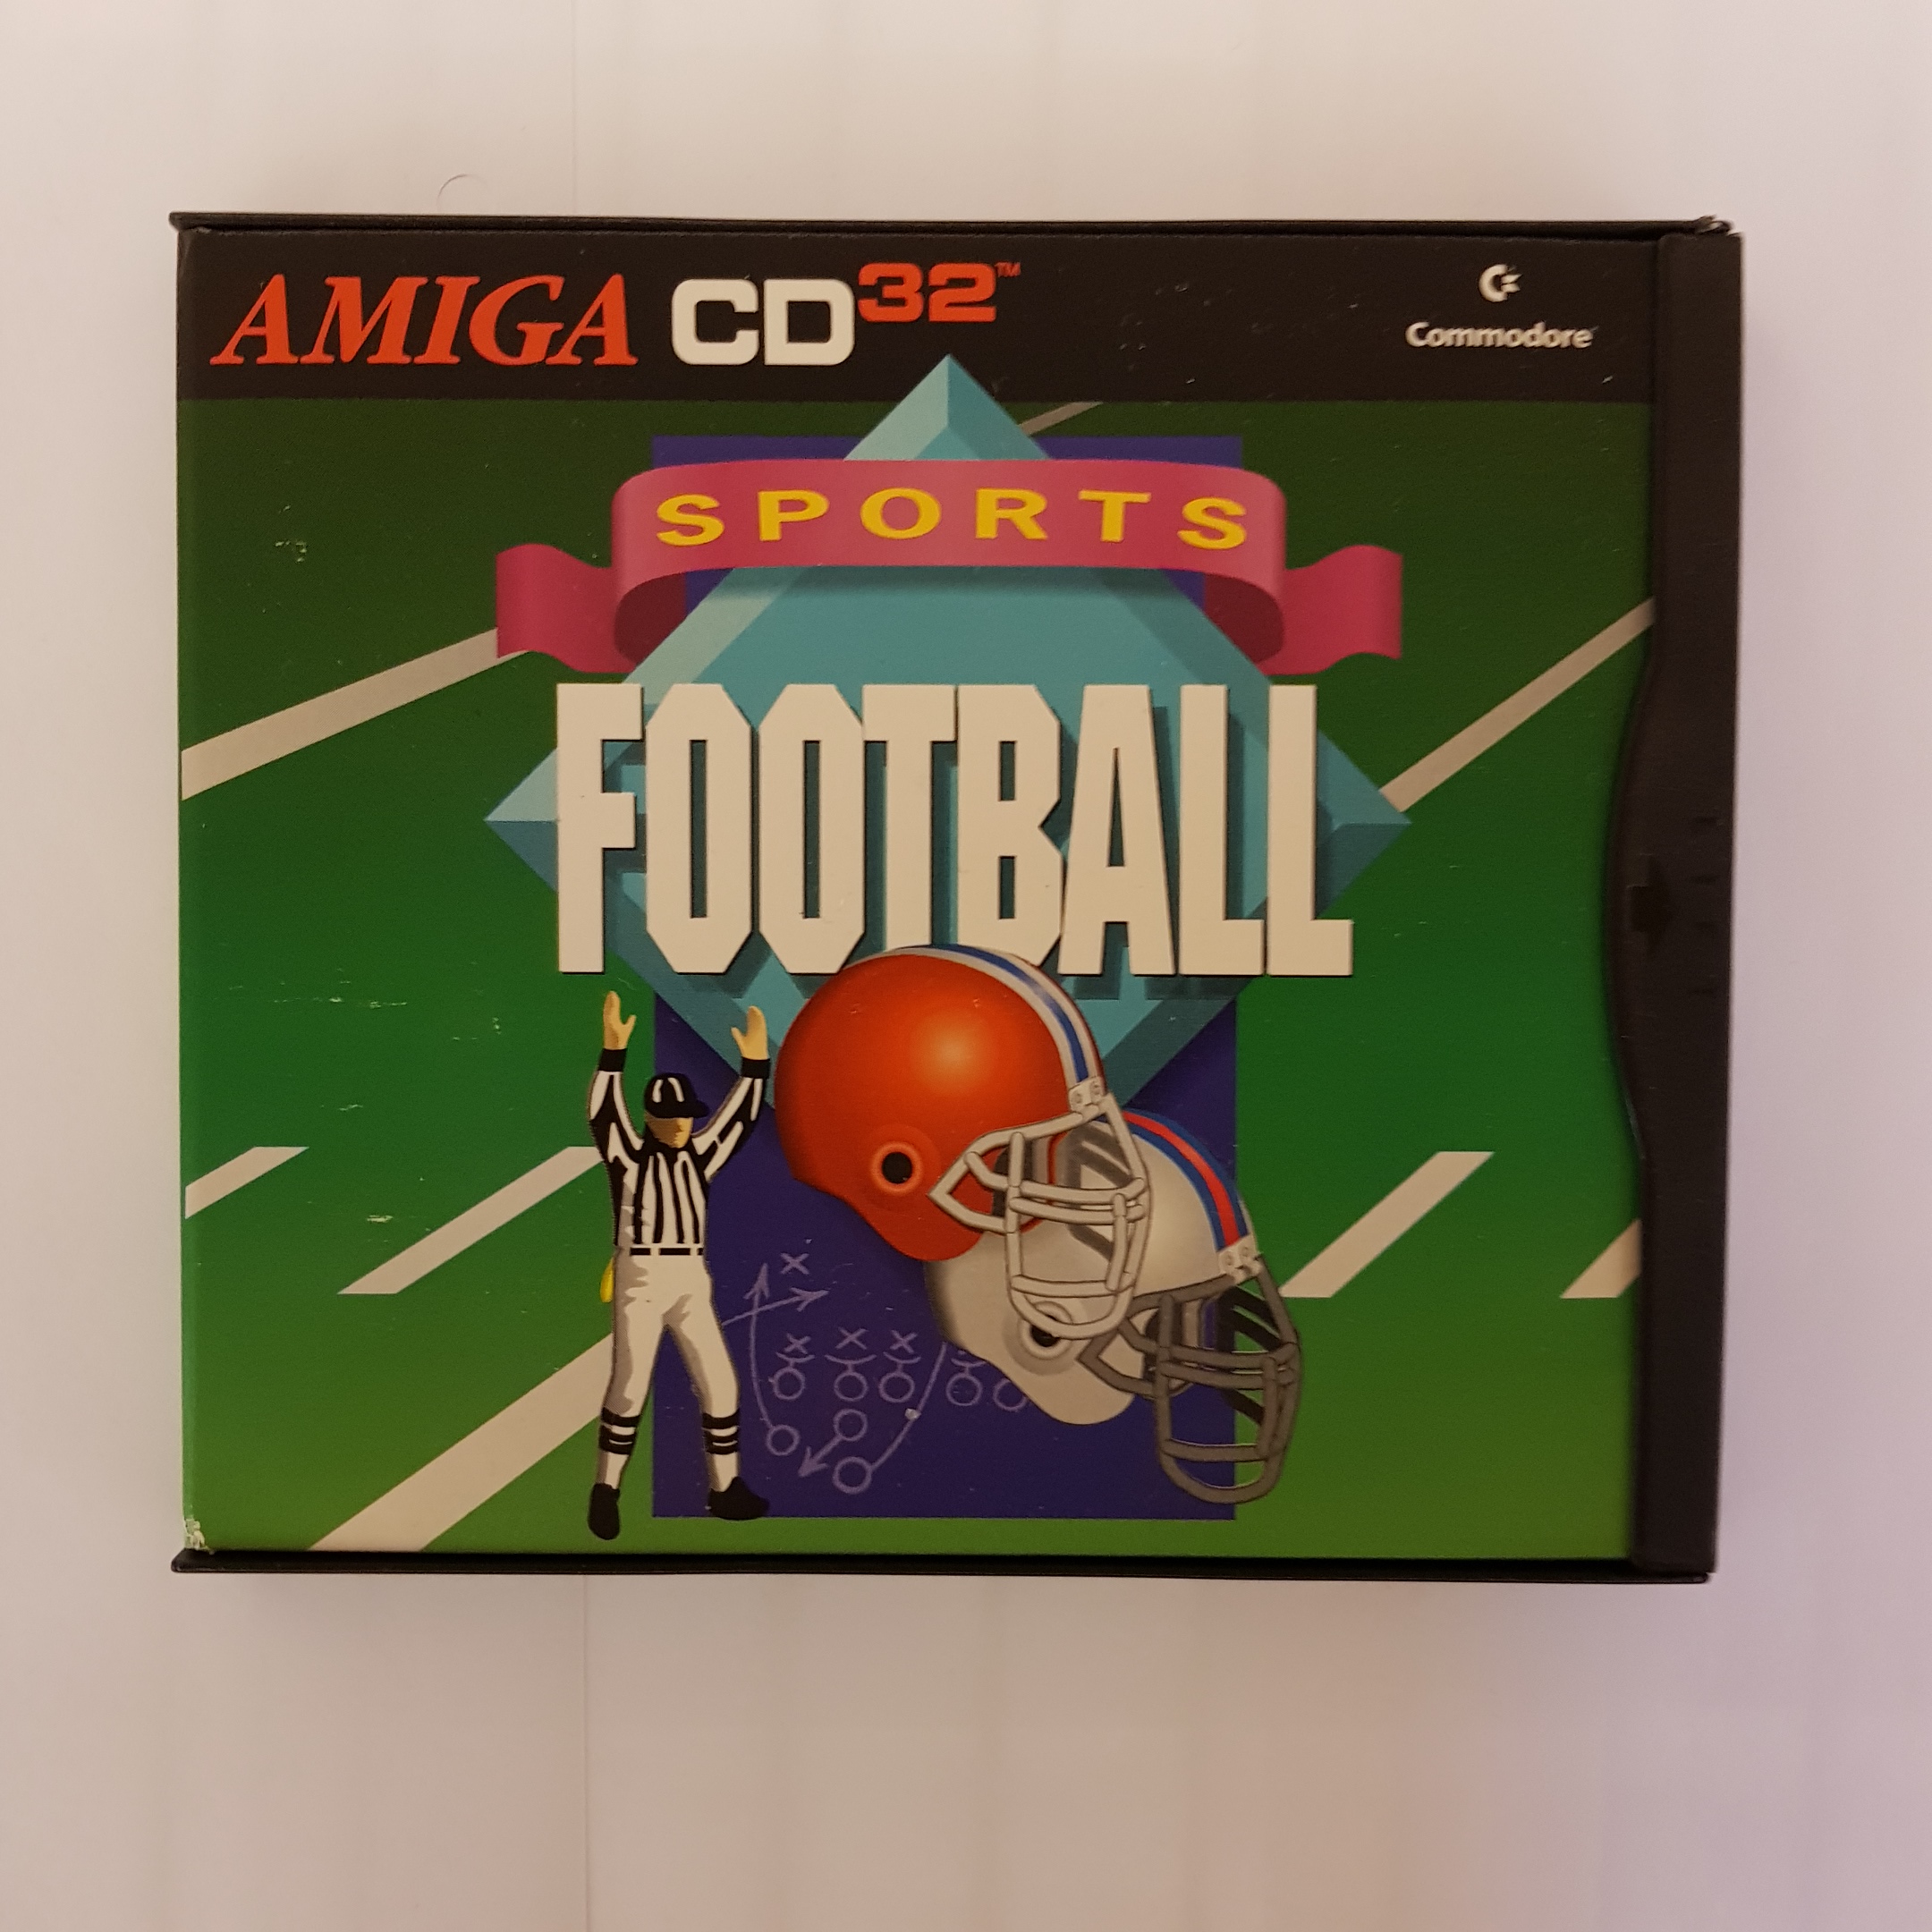 AMIGA CD32™
Commodore
SPORTS
FOOTBALL